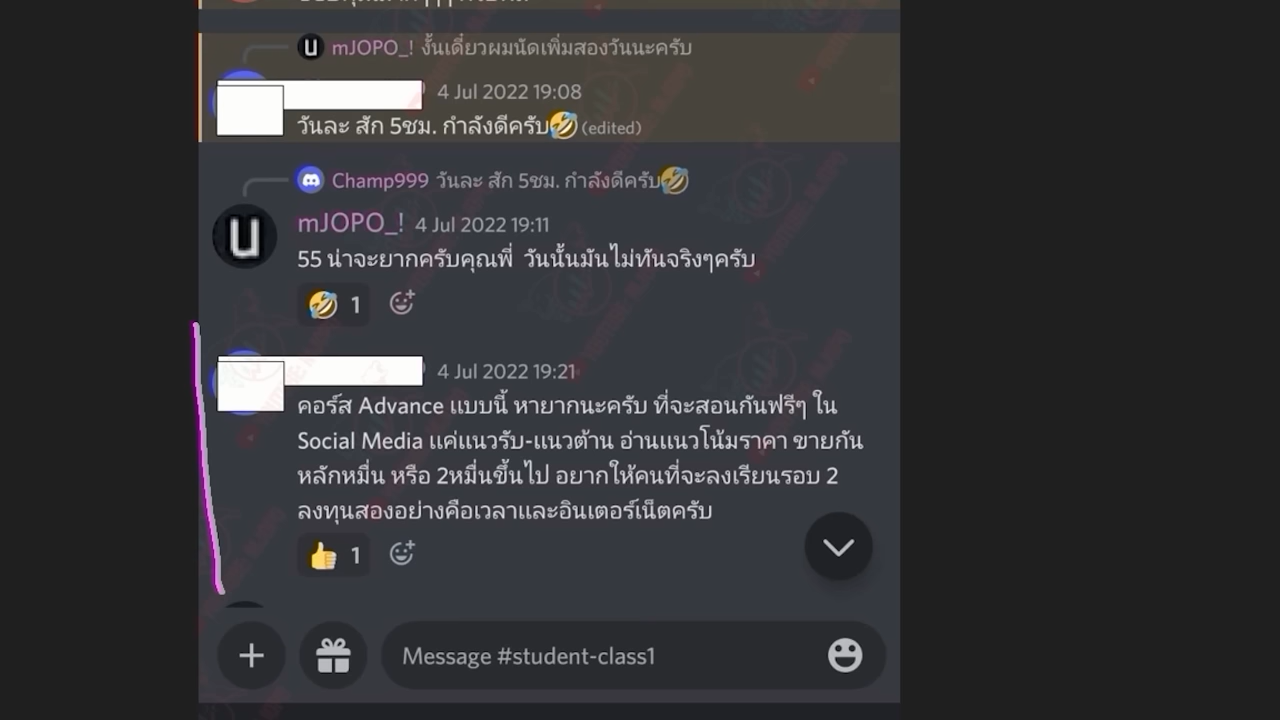 mJOPO_! งั้นเดี๋ยวผมนัดเพิ่มสองวันนะครับ
4 Jul 2022 19:08
วันละ สัก 5ชม. กำลังดีครับ🤣 (edited)
Champ999 วันละ สัก 5ชม. กำลังดีครับ🤣
mJOPO_! 4 Jul 2022 19:11
55 น่าจะยากครับคุณพี่ วันนั้นมันไม่ทันจริงๆครับ
🤣 1
4 Jul 2022 19:21
คอร์ส Advance แบบนี้ หายากนะครับ ที่จะสอนกันฟรีๆ ใน
Social Media แค่แนวรับ-แนวต้าน อ่านแนวโน้มราคา ขายกัน
หลักหมื่น หรือ 2หมื่นขึ้นไป อยากให้คนที่จะลงเรียนรอบ 2
ลงทุนสองอย่างคือเวลาและอินเตอร์เน็ตครับ
👍 1
Message #student-class1